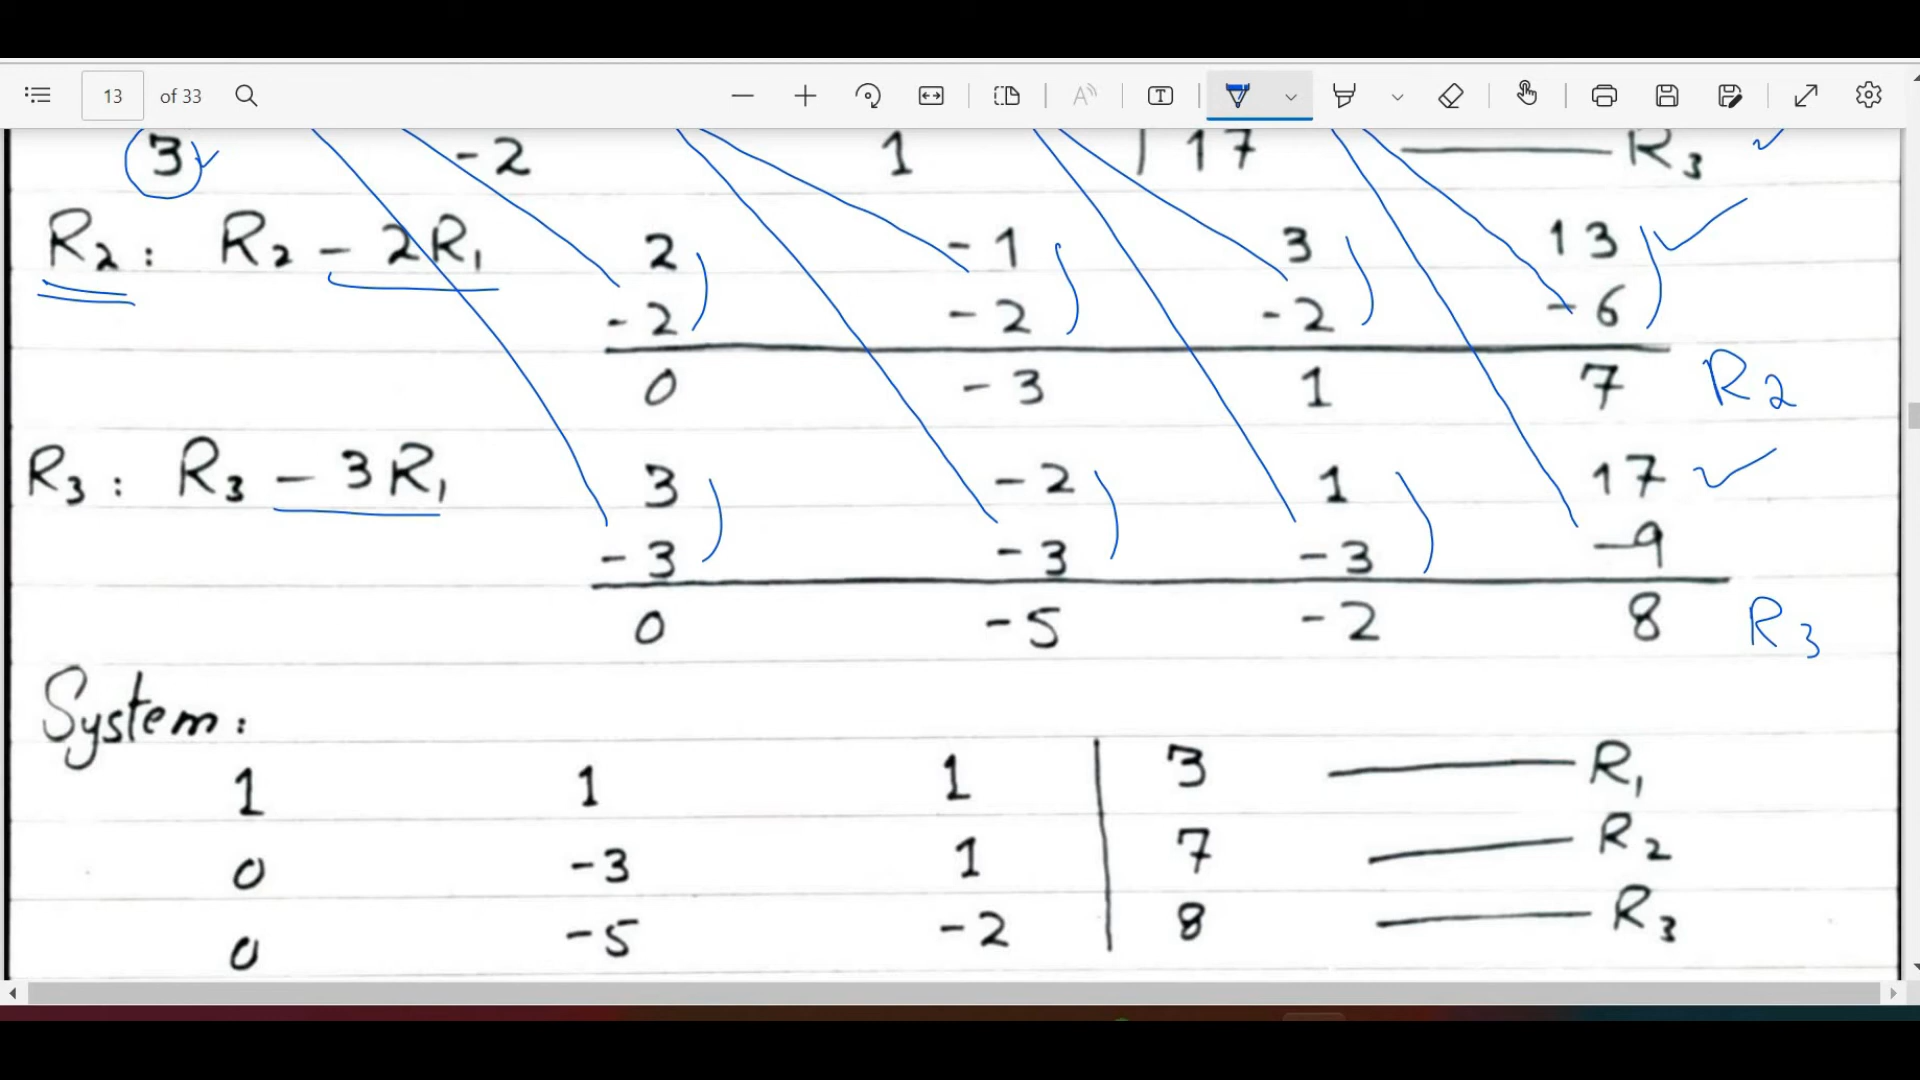 13 of 33
3 -2 1 | 17 —— R3
R2 : R2 - 2R1 2 -1 3 13
-2 -2 -2 -6
0 -3 1 7 R2
R3 : R3 - 3R1 3 -2 1 17
-3 -3 -3 -9
0 -5 -2 8 R3
System :
1 1 1 | 3 —— R1
0 -3 1 | 7 —— R2
0 -5 -2 | 8 —— R3